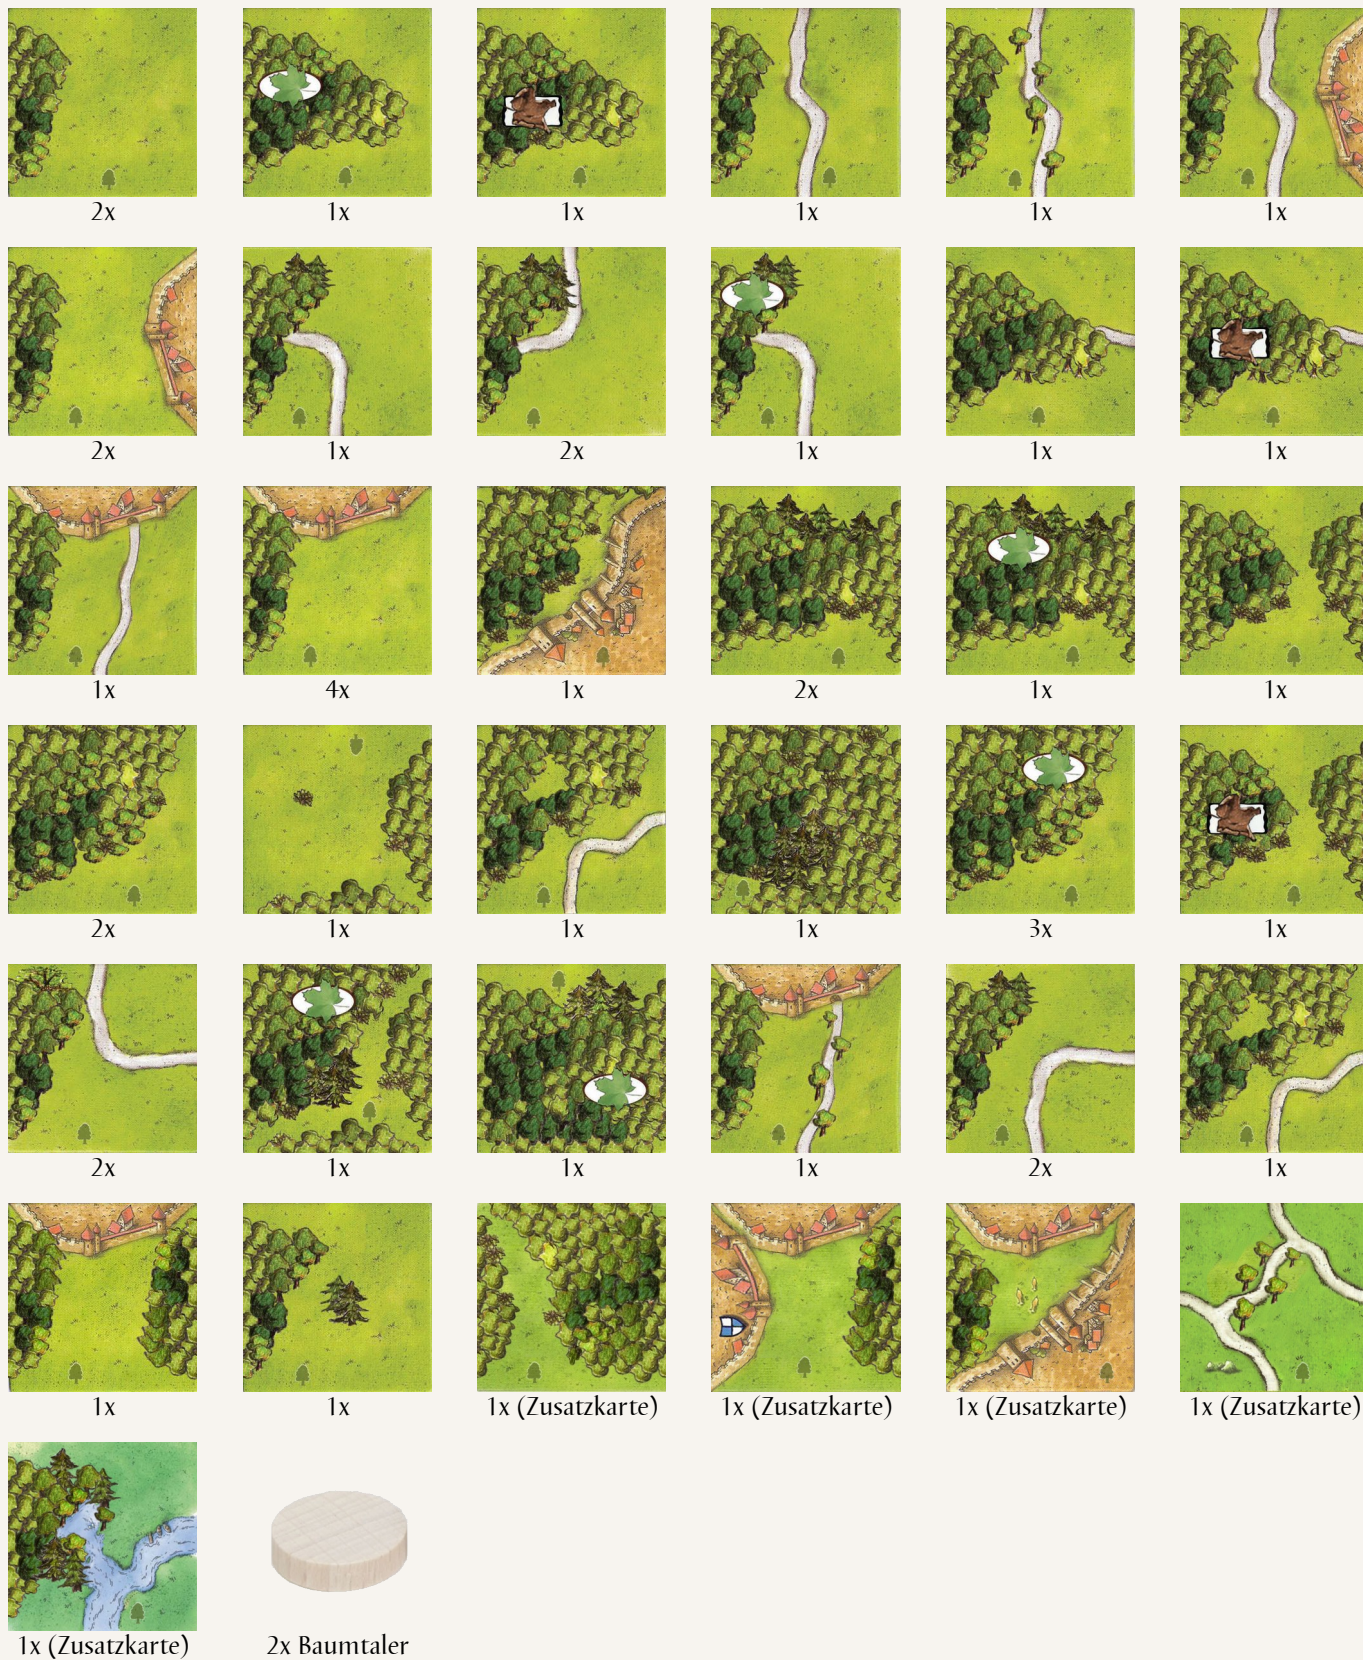 2x 1x 1x 1x 1x 1x
2x 1x 2x 1x 1x 1x
1x 4x 1x 2x 1x 1x
2x 1x 1x 1x 3x 1x
2x 1x 1x 1x 2x 1x
1x 1x 1x (Zusatzkarte) 1x (Zusatzkarte) 1x (Zusatzkarte) 1x (Zusatzkarte)
1x (Zusatzkarte) 2x Baumtaler